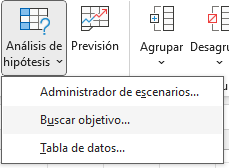 Análisis de
hipótesis
Previsión
Agrupar
Desagru
Administrador de escenarios...
Buscar objetivo...
Tabla de datos...